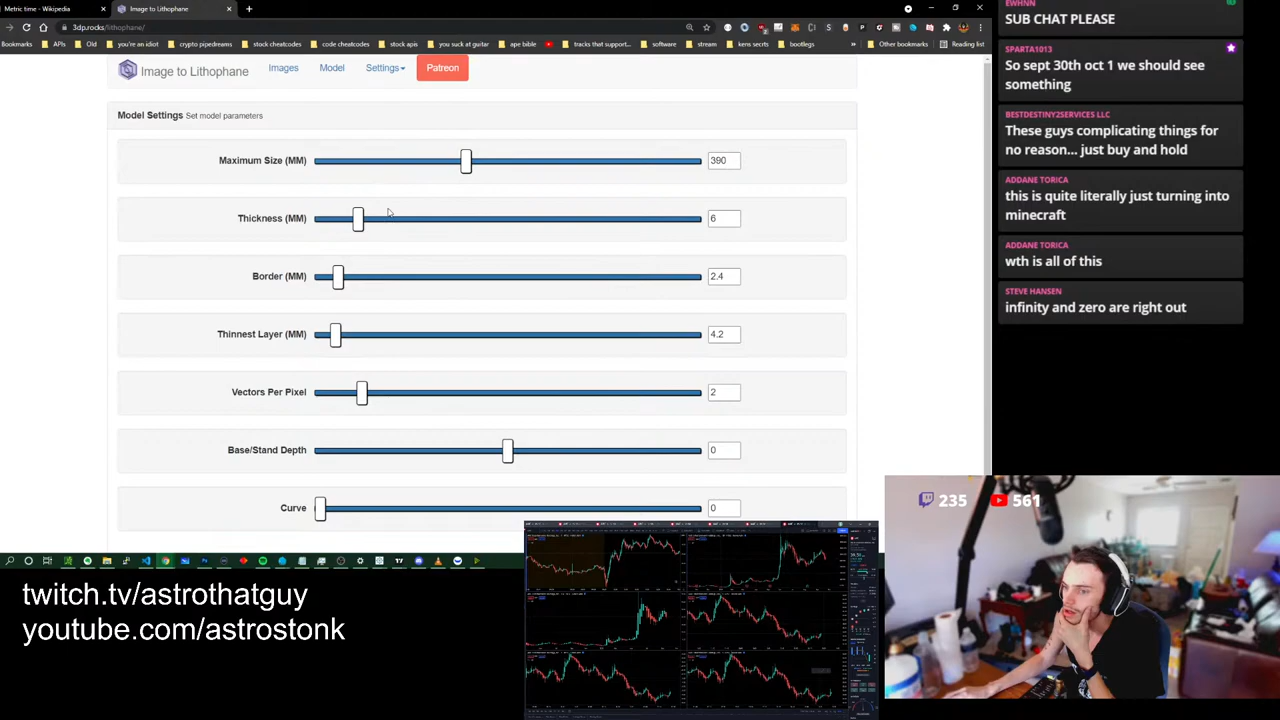 Metric time - Wikipedia
Image to Lithophane
3dp.rocks/lithophane/
Bookmarks
APIs
Old
you're an idiot
crypto pipedreams
stock cheatcodes
code cheatcodes
stock apis
you suck at guitar
ape bible
tracks that support...
software
stream
kens secrts
bootlegs
Other bookmarks
Reading list
Image to Lithophane
Images
Model
Settings
Patreon
Model Settings Set model parameters
Maximum Size (MM) 390
Thickness (MM) 6
Border (MM) 2.4
Thinnest Layer (MM) 4.2
Vectors Per Pixel 2
Base/Stand Depth 0
Curve 0
EWHNN
SUB CHAT PLEASE
SPARTA1013
So sept 30th oct 1 we should see
something
BESTDESTINY2SERVICES LLC
These guys complicating things for
no reason... just buy and hold
ADDANE TORICA
this is quite literally just turning into
minecraft
ADDANE TORICA
wth is all of this
STEVE HANSEN
infinity and zero are right out
235
561
twitch.tv/astrothatguy
youtube.com/astrostonk